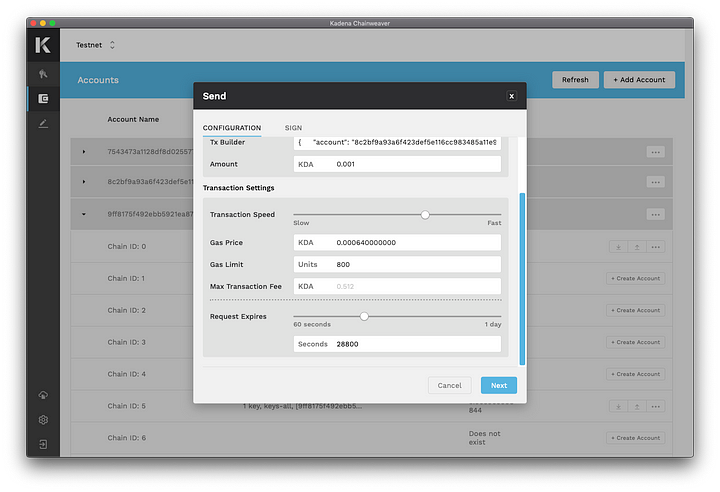 Kadena Chainweaver
K
Testnet
Accounts
Refresh
+ Add Account
Account Name
7543473a1128df8d02557
8c2bf9a93a6f423def5e11
9ff8175f492ebb5921ea87
Chain ID: 0
Chain ID: 1
+ Create Account
Chain ID: 2
+ Create Account
Chain ID: 3
+ Create Account
Chain ID: 4
+ Create Account
Chain ID: 5
1 key, keys-all, [9ff8175f492ebb5...
844
Chain ID: 6
Does not
exist
+ Create Account
Send
X
CONFIGURATION
SIGN
Tx Builder
{ "account": "8c2bf9a93a6f423def5e116cc983485a11e9
Amount
KDA 0.001
Transaction Settings
Transaction Speed
Slow
Fast
Gas Price
KDA 0.000640000000
Gas Limit
Units 800
Max Transaction Fee
KDA 0.512
Request Expires
60 seconds
1 day
Seconds 28800
Cancel
Next